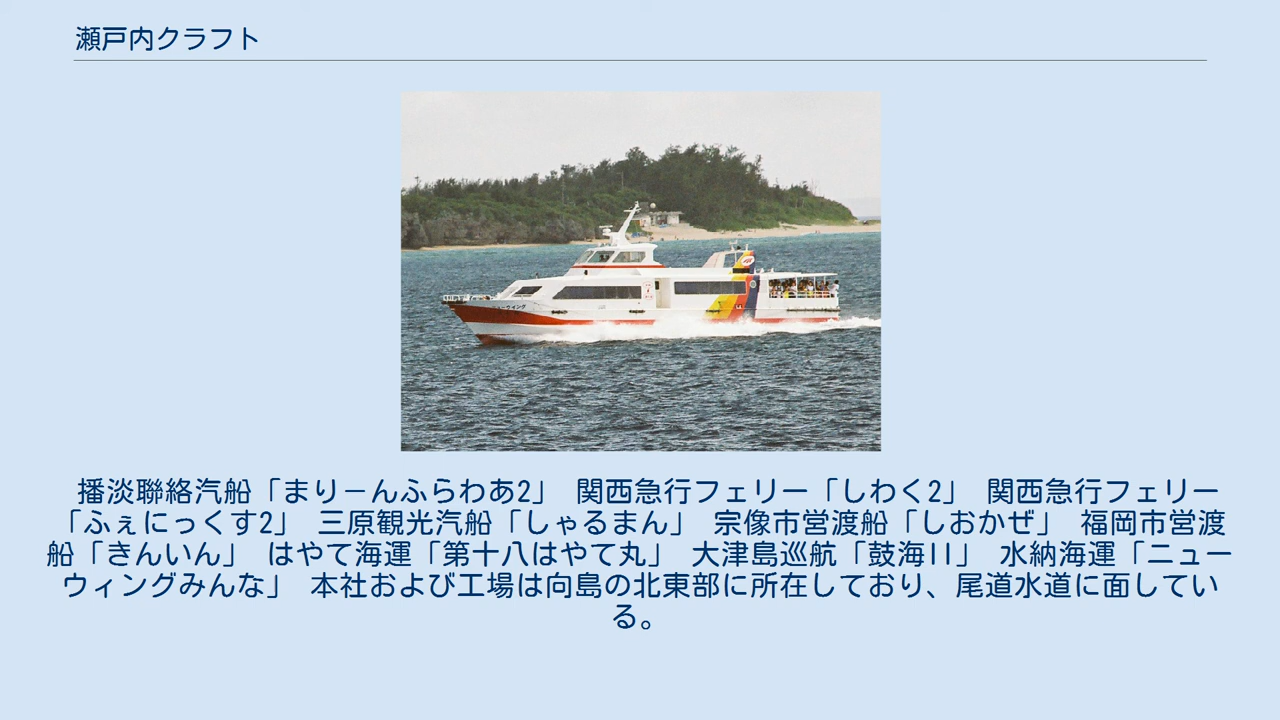 瀬戸内クラフト
播淡聯絡汽船「まりーんふらわあ2」 関西急行フェリー「しわく2」 関西急行フェリー
「ふぇにっくす2」 三原観光汽船「しゃるまん」 宗像市営渡船「しおかぜ」 福岡市営渡
船「きんいん」 はやて海運「第十八はやて丸」 大津島巡航「鼓海II」 水納海運「ニュー
ウィングみんな」 本社および工場は向島の北東部に所在しており、尾道水道に面してい
る。